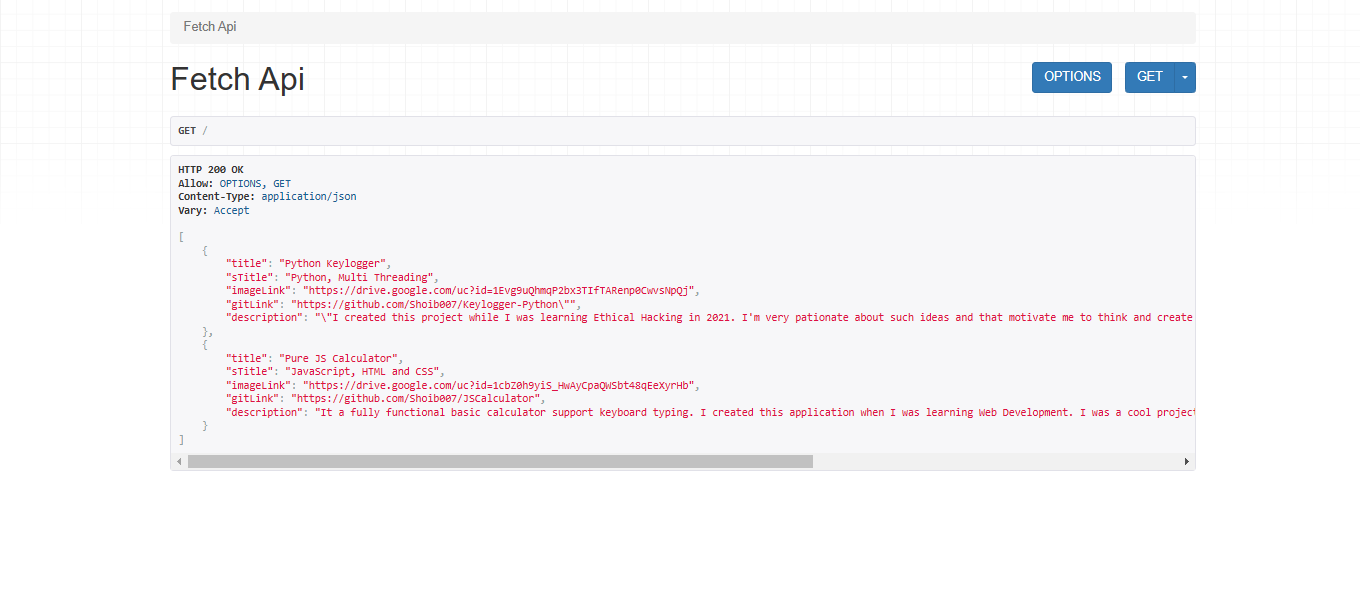 Fetch Api
Fetch Api
OPTIONS
GET
GET /
HTTP 200 OK
Allow: OPTIONS, GET
Content-Type: application/json
Vary: Accept
[
{
"title": "Python Keylogger",
"sTitle": "Python, Multi Threading",
"imageLink": "https://drive.google.com/uc?id=1Evg9uQhmqP2bx3TIfTARenp0CwvsNpQj",
"gitLink": "https://github.com/Shoib007/Keylogger-Python\"",
"description": "\"I created this project while I was learning Ethical Hacking in 2021. I'm very pationate about such ideas and that motivate me to think and create
},
{
"title": "Pure JS Calculator",
"sTitle": "JavaScript, HTML and CSS",
"imageLink": "https://drive.google.com/uc?id=1cbZ0h9yiS_HwAyCpaQWSbt48qEeXyrHb",
"gitLink": "https://github.com/Shoib007/JSCalculator",
"description": "It a fully functional basic calculator support keyboard typing. I created this application when I was learning Web Development. I was a cool project
}
]